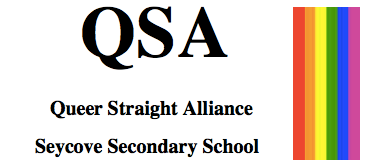 QSA
Queer Straight Alliance
Seycove Secondary School